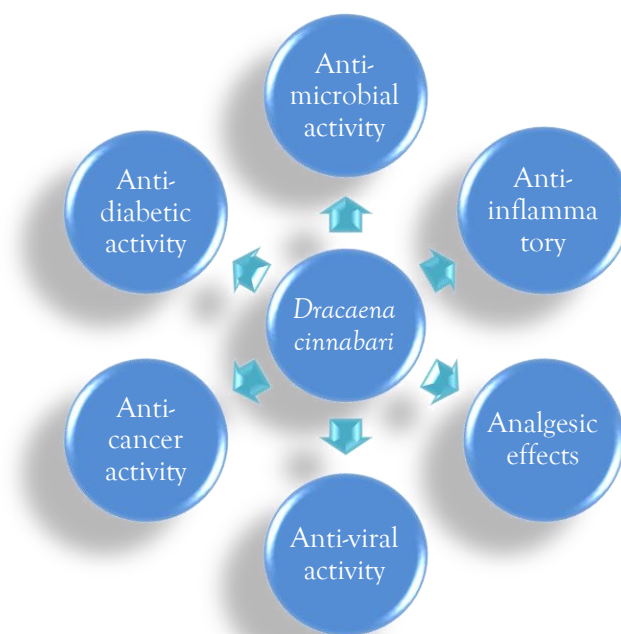 Anti-
microbial
activity
Anti-
diabetic
activity
Anti-
inflamma
tory
Dracaena
cinnabari
Anti-
cancer
activity
Analgesic
effects
Anti-viral
activity